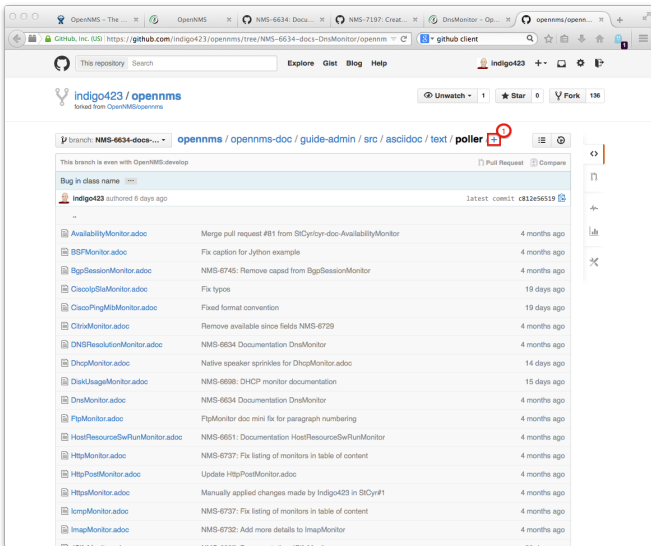 OpenNMS – The ...
OpenNMS
NMS-6634: Docu...
NMS-7197: Creat...
DnsMonitor – Op...
opennms/openn...
GitHub, Inc. (US) https://github.com/indigo423/opennms/tree/NMS-6634-docs-DnsMonitor/opennm
github client
This repository Search
Explore Gist Blog Help
indigo423
indigo423 / opennms
forked from OpenNMS/opennms
Unwatch 1 Star 0 Fork 136
1
branch: NMS-6634-docs-... opennms / opennms-doc / guide-admin / src / asciidoc / text / poller / +
This branch is even with OpenNMS:develop Pull Request Compare
Bug in class name ...
indigo423 authored 6 days ago latest commit c812e56519
..
AvailabilityMonitor.adoc Merge pull request #81 from StCyr/cyr-doc-AvailabilityMonitor 4 months ago
BSFMonitor.adoc Fix caption for Jython example 4 months ago
BgpSessionMonitor.adoc NMS-6745: Remove capsd from BgpSessionMonitor 4 months ago
CiscoIpSlaMonitor.adoc Fix typos 19 days ago
CiscoPingMibMonitor.adoc Fixed format convention 19 days ago
CitrixMonitor.adoc Remove available since fields NMS-6729 4 months ago
DNSResolutionMonitor.adoc NMS-6634 Documentation DnsMonitor 4 months ago
DhcpMonitor.adoc Native speaker sprinkles for DhcpMonitor.adoc 14 days ago
DiskUsageMonitor.adoc NMS-6698: DHCP monitor documentation 15 days ago
DnsMonitor.adoc NMS-6634 Documentation DnsMonitor 4 months ago
FtpMonitor.adoc FtpMonitor doc mini fix for paragraph numbering 4 months ago
HostResourceSwRunMonitor.adoc NMS-6651: Documentation HostResourceSwRunMonitor 4 months ago
HttpMonitor.adoc NMS-6737: Fix listing of monitors in table of content 4 months ago
HttpPostMonitor.adoc Update HttpPostMonitor.adoc 4 months ago
HttpsMonitor.adoc Manually applied changes made by Indigo423 in StCyr#1 4 months ago
IcmpMonitor.adoc NMS-6737: Fix listing of monitors in table of content 4 months ago
ImapMonitor.adoc NMS-6732: Add more details to ImapMonitor 4 months ago